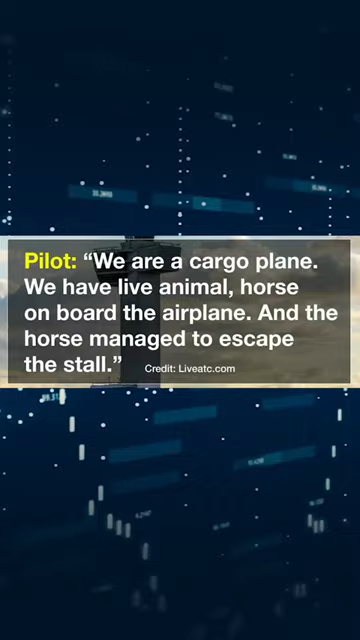 Pilot: “We are a cargo plane.
We have live animal, horse
on board the airplane. And the
horse managed to escape
the stall.” Credit: Liveatc.com